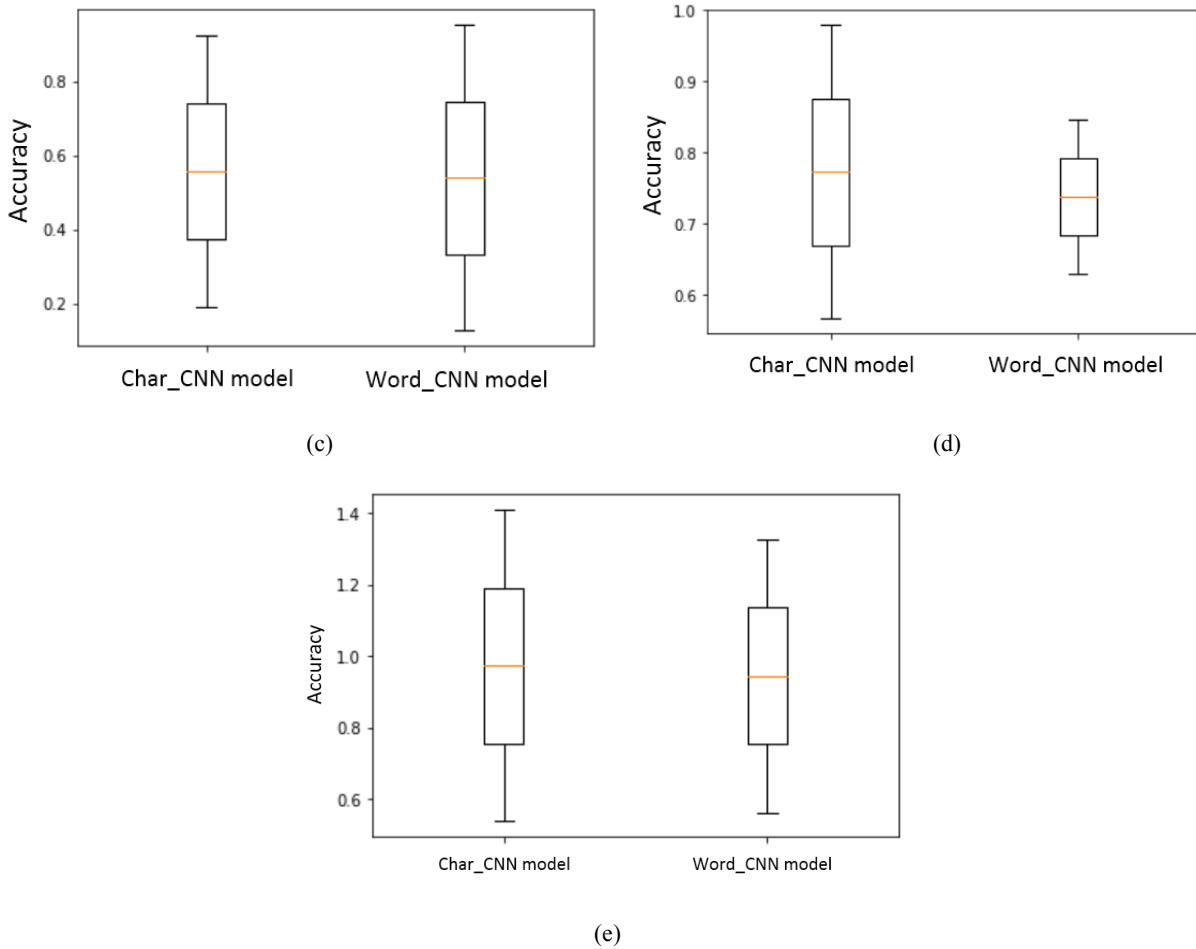 Accuracy
0.8
0.6
0.4
0.2
Char_CNN model
Word_CNN model
(c)
Accuracy
1.0
0.9
0.8
0.7
0.6
Char_CNN model
Word_CNN model
(d)
Accuracy
1.4
1.2
1.0
0.8
0.6
Char_CNN model
Word_CNN model
(e)